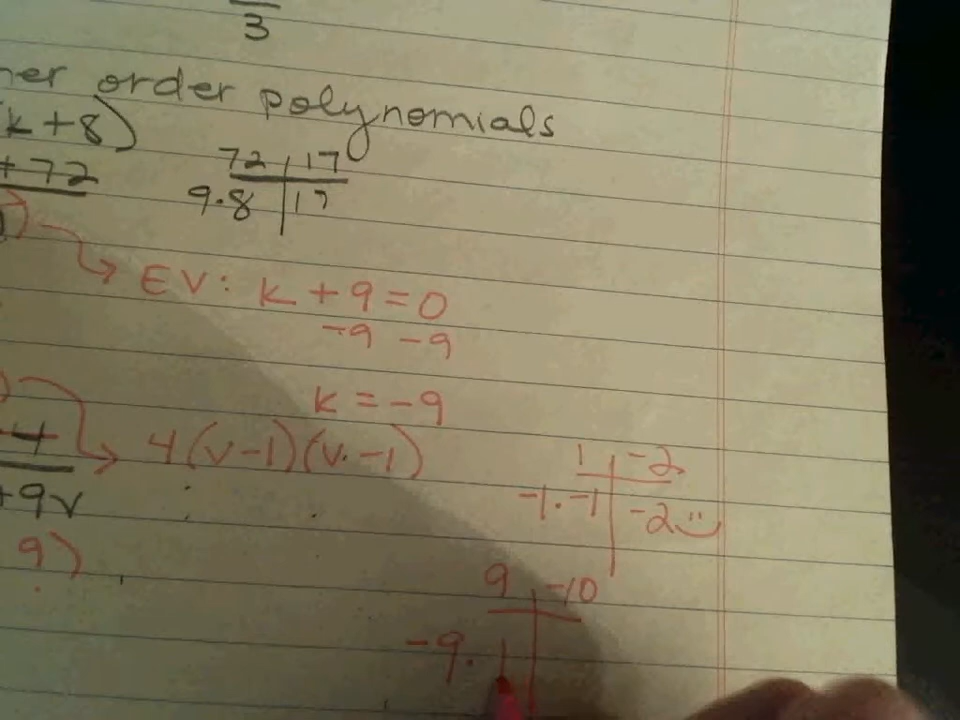 3
order polynomials
k + 8)
+ 72
72 17
9.8 17
EV: k + 9 = 0
-9 -9
k = -9
4
4(v-1)(v-1)
1 -2
-1.-1 -2
+9v
9)
9 -10
-9.1